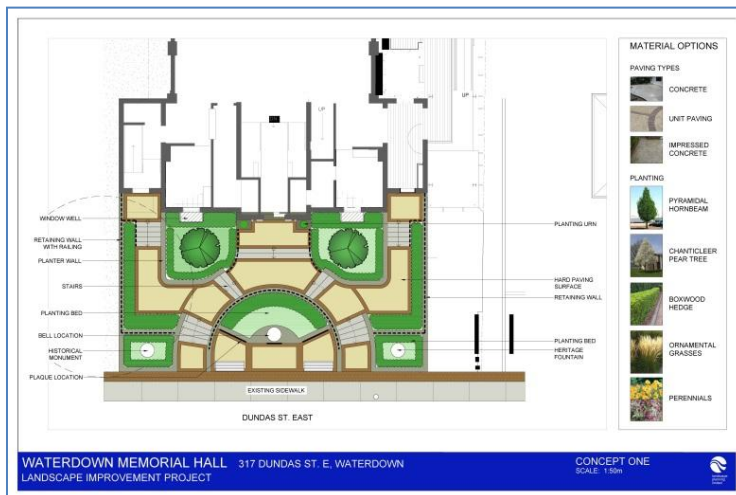 MATERIAL OPTIONS
PAVING TYPES
CONCRETE
UNIT PAVING
IMPRESSED
CONCRETE
PLANTING
PYRAMIDAL
HORNBEAM
CHANTICLEER
PEAR TREE
BOXWOOD
HEDGE
ORNAMENTAL
GRASSES
PERENNIALS
UP
UP
WINDOW WELL
RETAINING WALL
WITH RAILING
PLANTER WALL
STAIRS
PLANTING BED
BELL LOCATION
HISTORICAL
MONUMENT
PLAQUE LOCATION
PLANTING URN
HARD PAVING
SURFACE
RETAINING WALL
PLANTING BED
HERITAGE
FOUNTAIN
EXISTING SIDEWALK
DUNDAS ST. EAST
WATERDOWN MEMORIAL HALL 317 DUNDAS ST. E, WATERDOWN
LANDSCAPE IMPROVEMENT PROJECT
CONCEPT ONE
SCALE: 1:50m